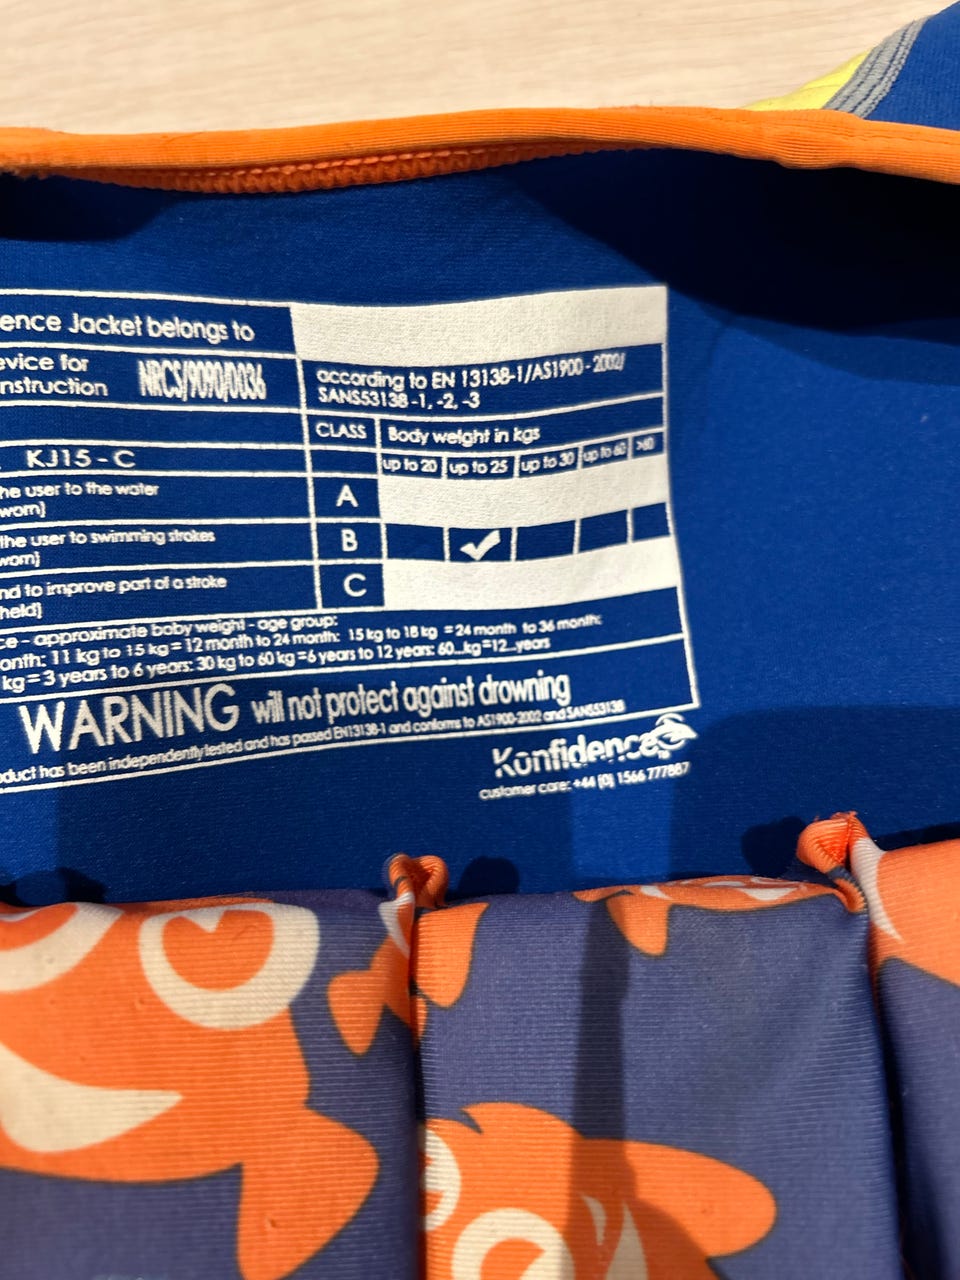 ence Jacket belongs to
evice for
nstruction NRCS/9090/0036
according to EN 13138-1/AS1900-2002/
SANS53138 -1, -2, -3
CLASS Body weight in kgs
KJ15 - C
up to 20 up to 25 up to 30 up to 60 >60
he user to the water
worn)
A
the user to swimming strokes
worn)
B ✓
nd to improve part of a stroke
held)
C
ce - approximate baby weight - age group:
onth: 11 kg to 15 kg = 12 month to 24 month: 15 kg to 18 kg = 24 month to 36 month:
kg = 3 years to 6 years: 30 kg to 60 kg =6 years to 12 years: 60...kg =12...years
WARNING will not protect against drowning
oduct has been independently tested and has passed EN13138-1 and conforms to AS1900-2002 and SANS53138
Konfidence™
customer care: +44 (0) 1566 777887